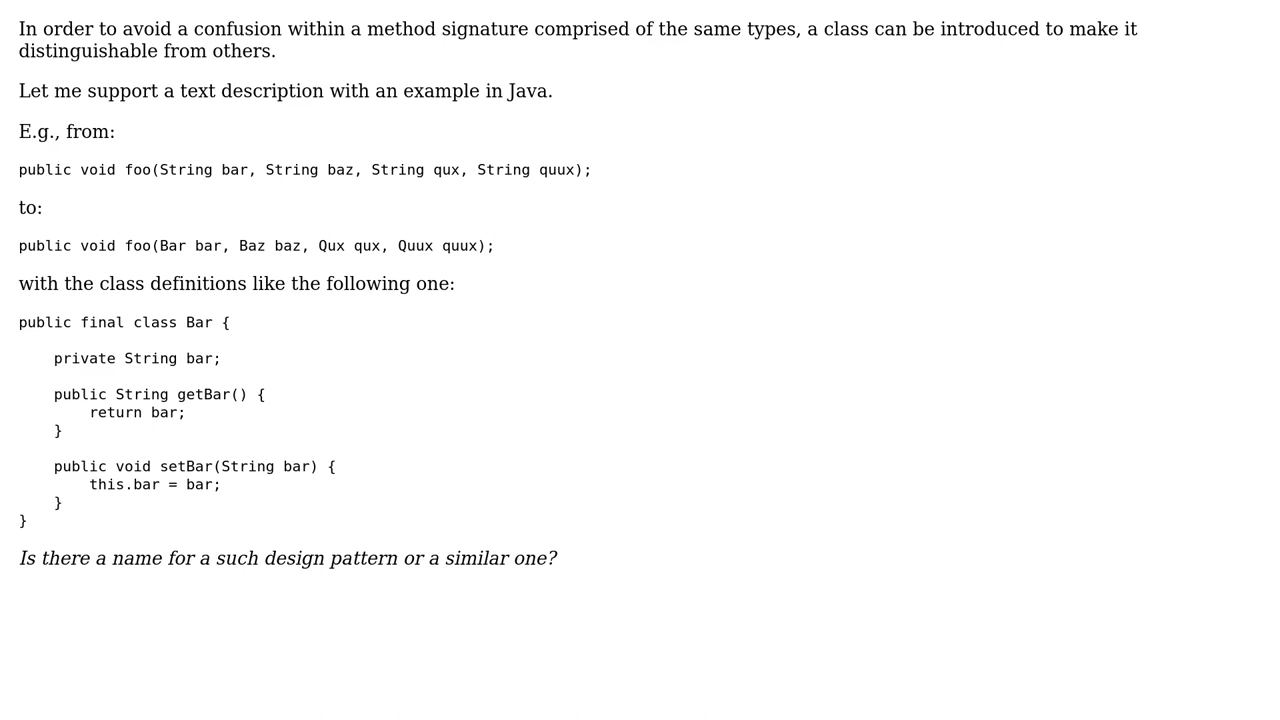 In order to avoid a confusion within a method signature comprised of the same types, a class can be introduced to make it
distinguishable from others.
Let me support a text description with an example in Java.
E.g., from:
public void foo(String bar, String baz, String qux, String quux);
to:
public void foo(Bar bar, Baz baz, Qux qux, Quux quux);
with the class definitions like the following one:
public final class Bar {
    private String bar;
    public String getBar() {
        return bar;
    }
    public void setBar(String bar) {
        this.bar = bar;
    }
}
Is there a name for a such design pattern or a similar one?